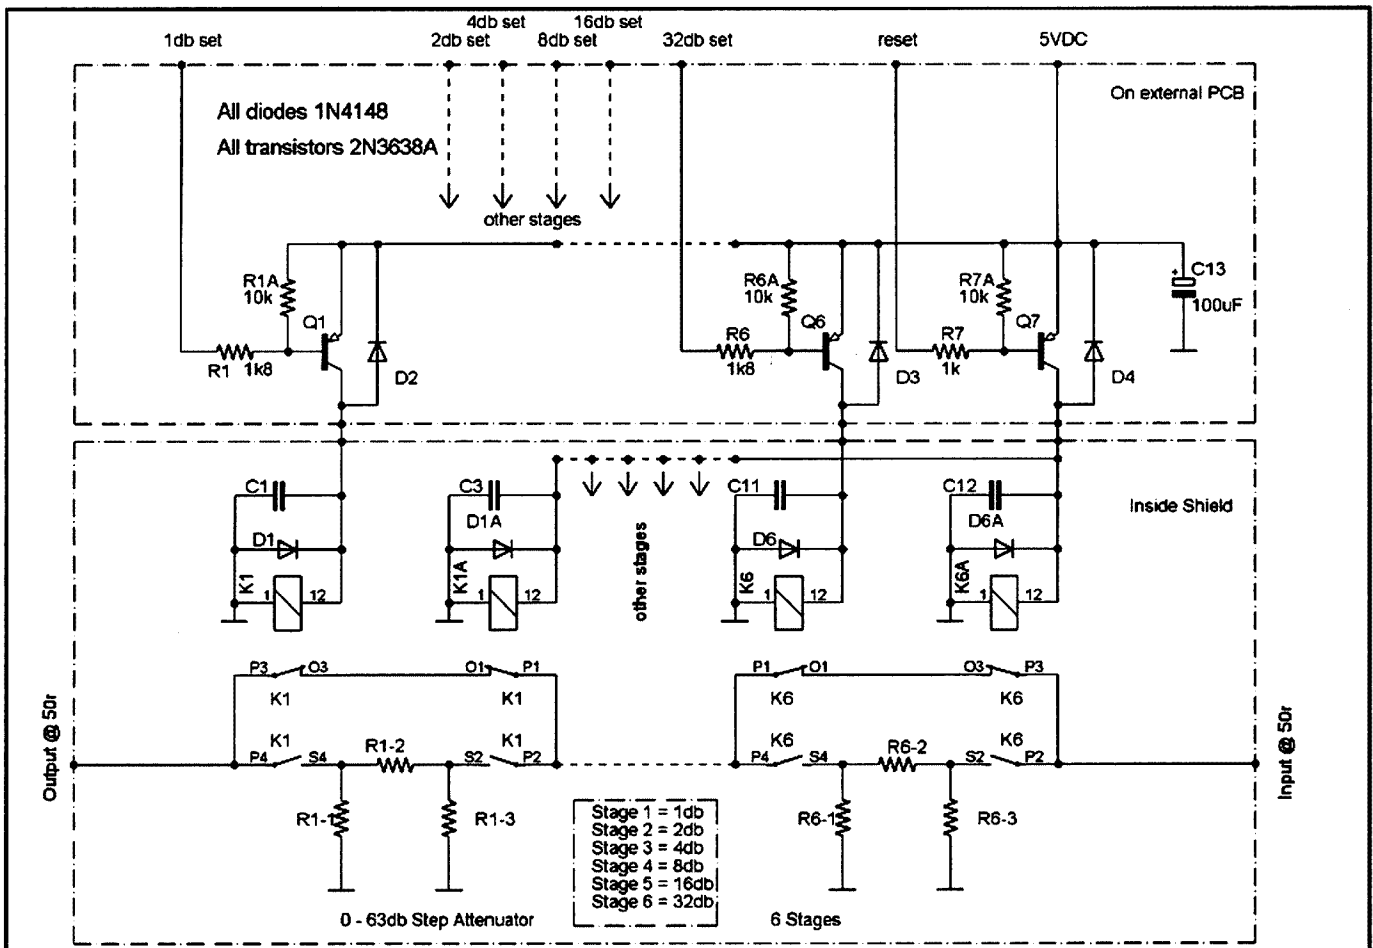 4db set 16db set
1db set 2db set 8db set 32db set reset 5VDC
On external PCB
All diodes 1N4148
All transistors 2N3638A
other stages
R1A
10k
Q1
R1 1k8
D2
R6A
10k
Q6
R6
1k8
D3
R7A
10k
Q7
R7
1k
D4
+
C13
100uF
Inside Shield
C1
D1
K1
1 12
C3
D1A
K1A
1 12
other stages
C11
D6
K6
1 12
C12
D6A
K6A
1 12
P3 O3 O1 P1
K1 K1
K1 R1-2 K1
P4 S4 S2 P2
R1-1 R1-3
P1 O1 O3 P3
K6 K6
K6 R6-2 K6
P4 S4 S2 P2
R6-1 R6-3
Output @ 50r
Input @ 50r
Stage 1 = 1db
Stage 2 = 2db
Stage 3 = 4db
Stage 4 = 8db
Stage 5 = 16db
Stage 6 = 32db
0 - 63db Step Attenuator
6 Stages